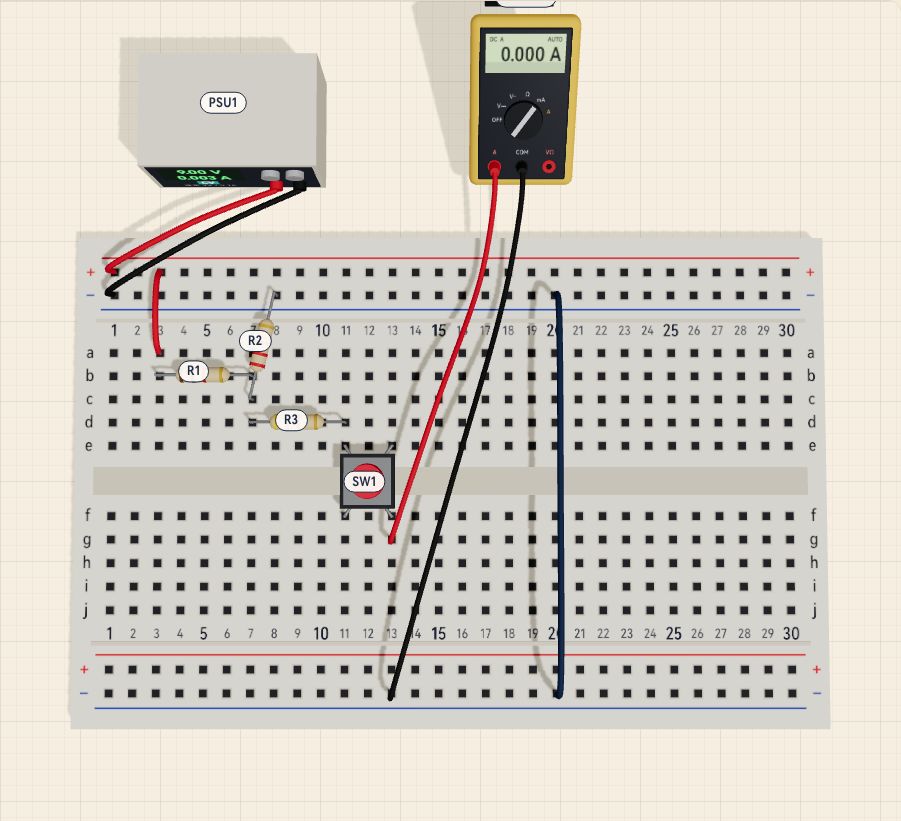 PSU1
9.00 V
0.003 A
DC A AUTO
0.000 A
OFF V~ V⎓ Ω mA A
A COM VΩ
+ +
− −
1 2 3 4 5 6 7 8 9 10 11 12 13 14 15 16 17 18 19 20 21 22 23 24 25 26 27 28 29 30
a a
R2
b R1 b
c c
d R3 d
e e
SW1
f f
g g
h h
i i
j j
1 2 3 4 5 6 7 8 9 10 11 12 13 14 15 16 17 18 19 20 21 22 23 24 25 26 27 28 29 30
+ +
− −